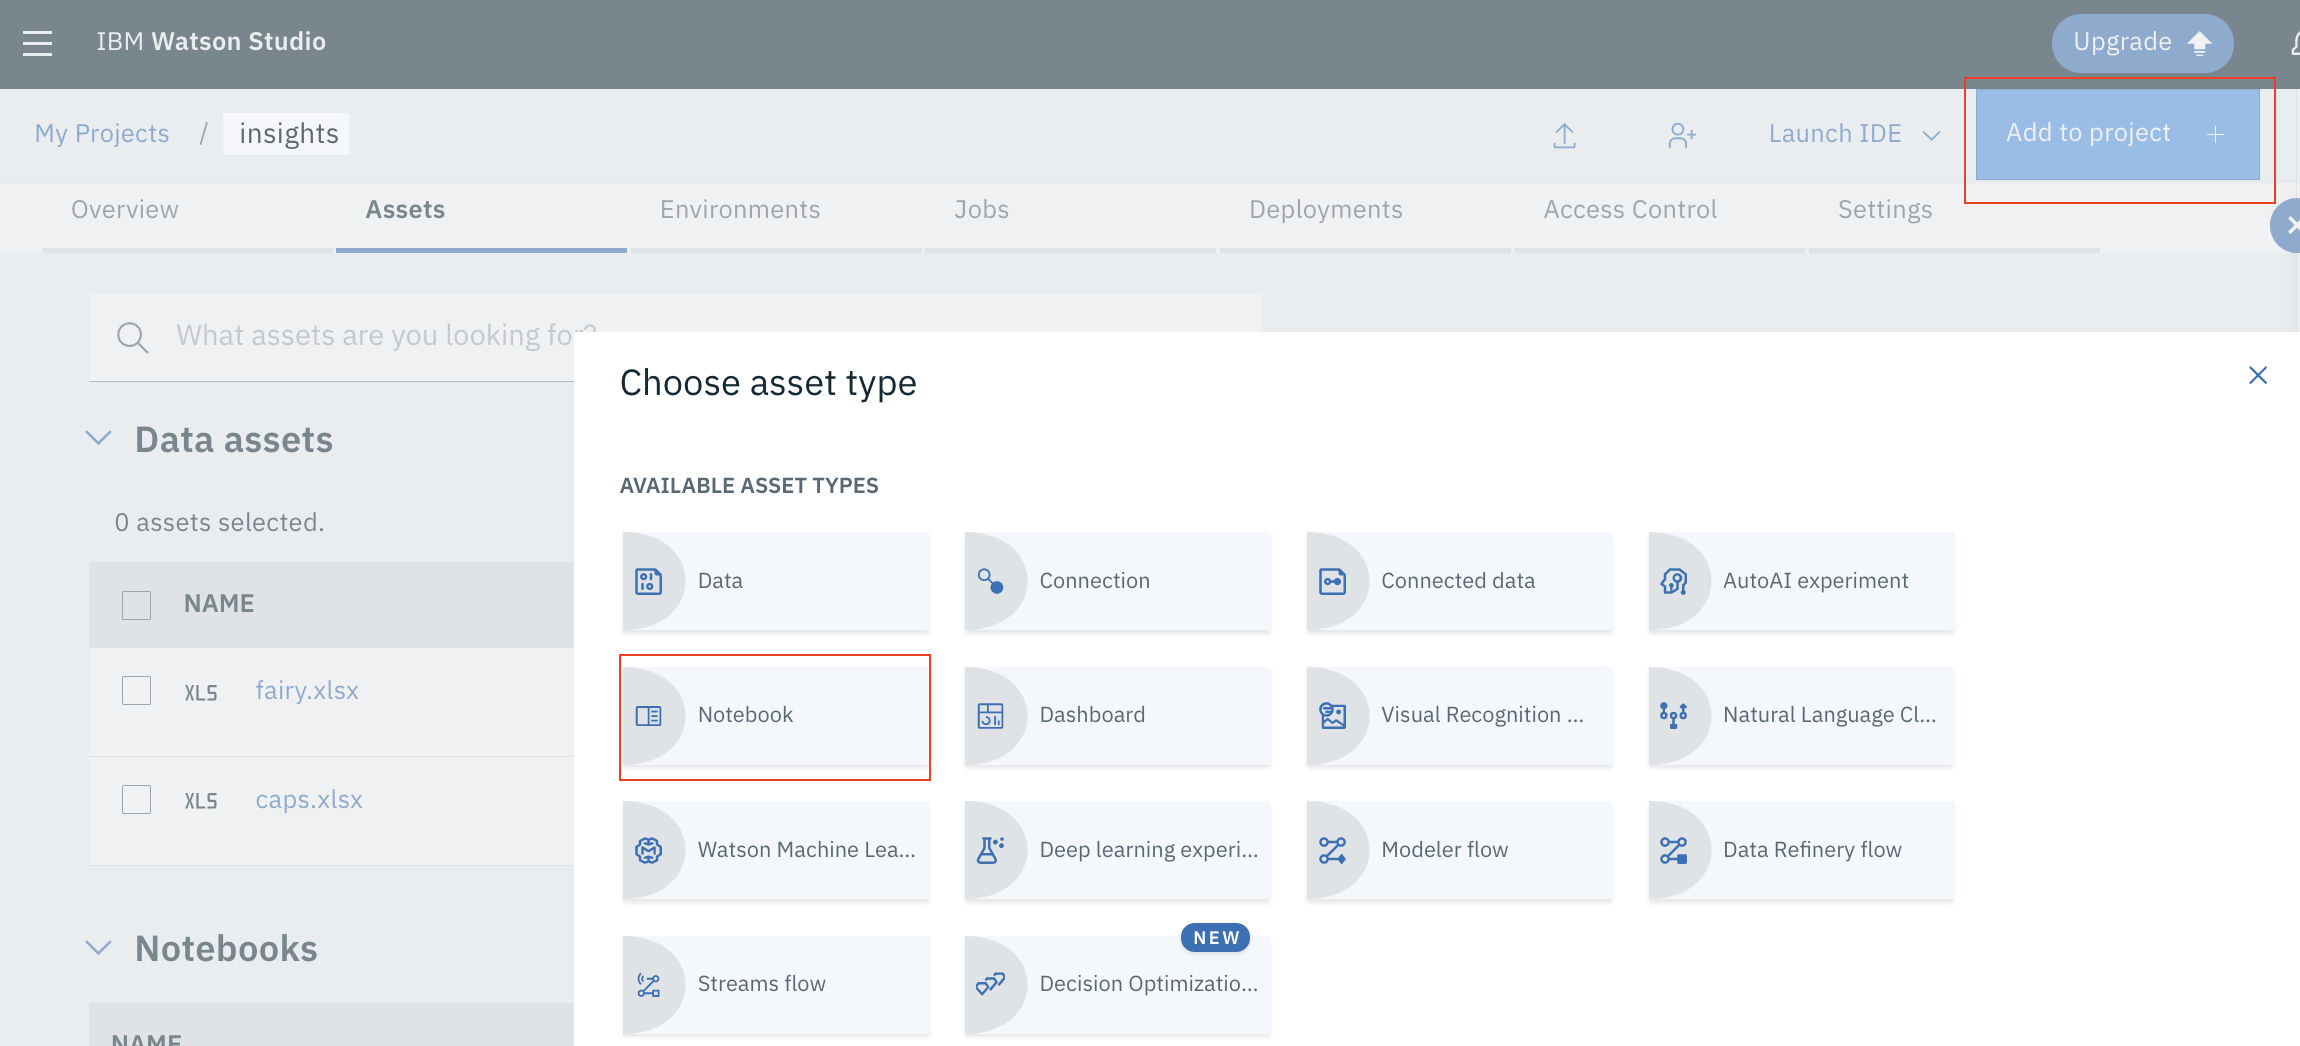 IBM Watson Studio
Upgrade
My Projects / insights
Launch IDE
Add to project +
Overview
Assets
Environments
Jobs
Deployments
Access Control
Settings
What assets are you looking for?
Data assets
0 assets selected.
NAME
XLS fairy.xlsx
XLS caps.xlsx
Notebooks
NAME
Choose asset type
AVAILABLE ASSET TYPES
Data
Connection
Connected data
AutoAI experiment
Notebook
Dashboard
Visual Recognition ...
Natural Language Cl...
Watson Machine Lea...
Deep learning experi...
Modeler flow
Data Refinery flow
Streams flow
NEW
Decision Optimizatio...